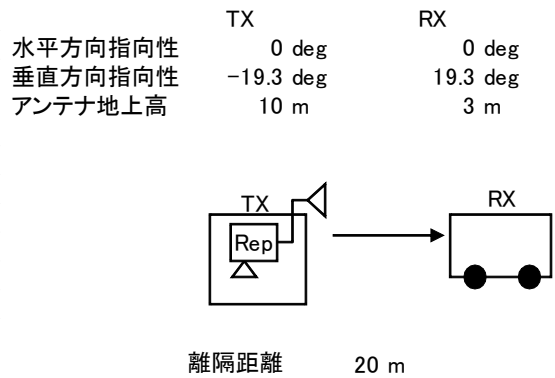 TX RX
水平方向指向性 0 deg 0 deg
垂直方向指向性 -19.3 deg 19.3 deg
アンテナ地上高 10 m 3 m
TX RX
Rep
離隔距離 20 m